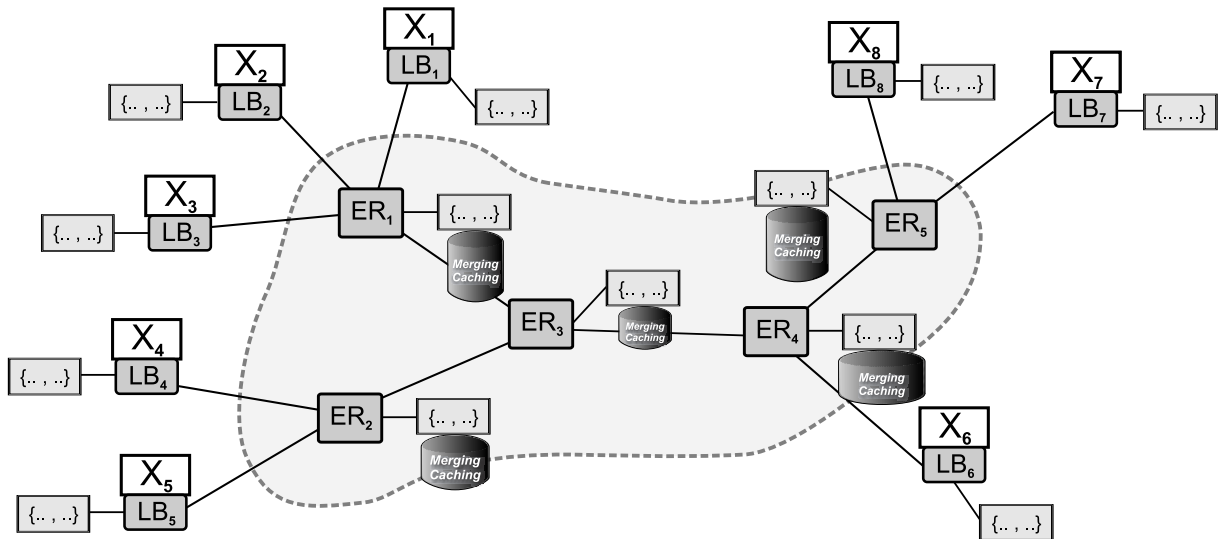 X₁
LB₁
{.. , ..}
X₂
LB₂
{.. , ..}
X₈
LB₈
{.. , ..}
X₇
LB₇
{.. , ..}
X₃
LB₃
{.. , ..}
ER₁
{.. , ..}
Merging
Caching
{.. , ..}
Merging
Caching
ER₅
ER₃
{.. , ..}
Merging
Caching
ER₄
{.. , ..}
Merging
Caching
X₄
LB₄
{.. , ..}
ER₂
{.. , ..}
Merging
Caching
X₆
LB₆
{.. , ..}
X₅
LB₅
{.. , ..}